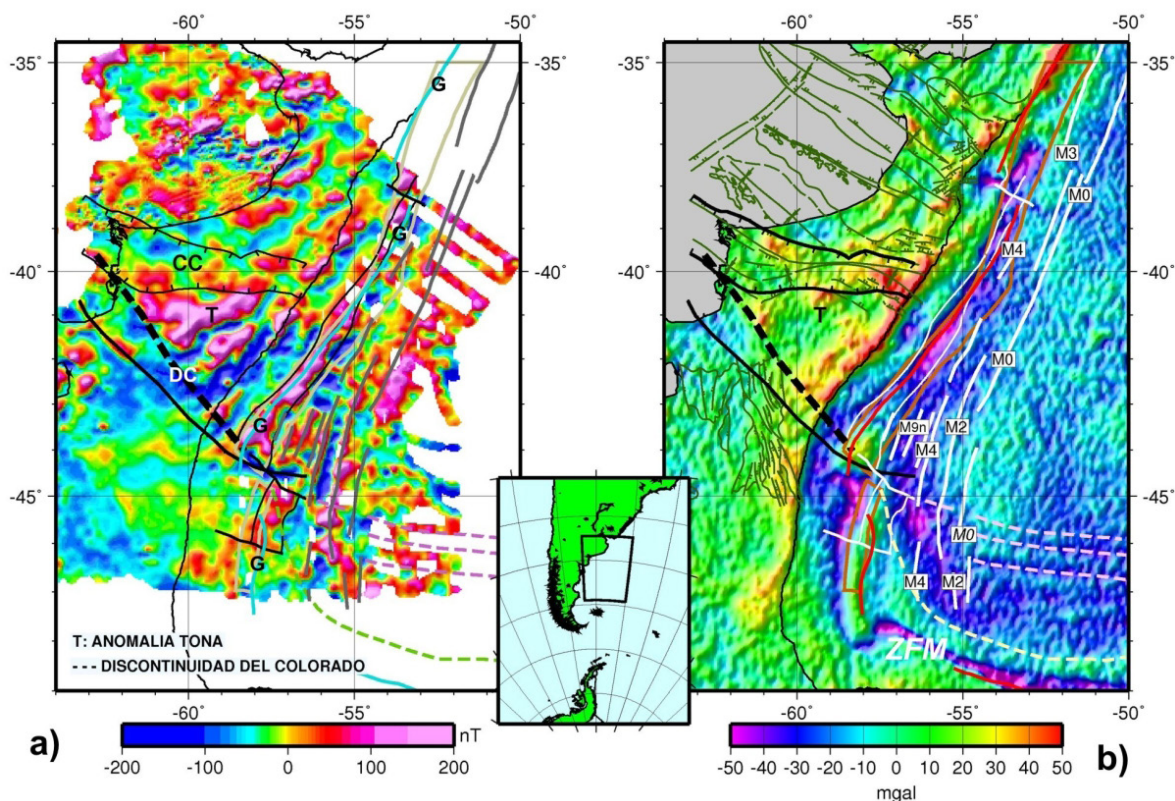 -60 -55 -50
-60 -55 -50
-35
-40
-45
-35
-40
-45
G
G
CC
T
DC
G
G
T: ANOMALIA TONA
--- DISCONTINUIDAD DEL COLORADO
M3
M0
M4
T
M0
M9n
M2
M4
M0
M4
M2
ZFM
-60 -55
-60 -55 -50
a)
nT
-200 -100 0 100 200
b)
-50 -40 -30 -20 -10 0 10 20 30 40 50
mgal